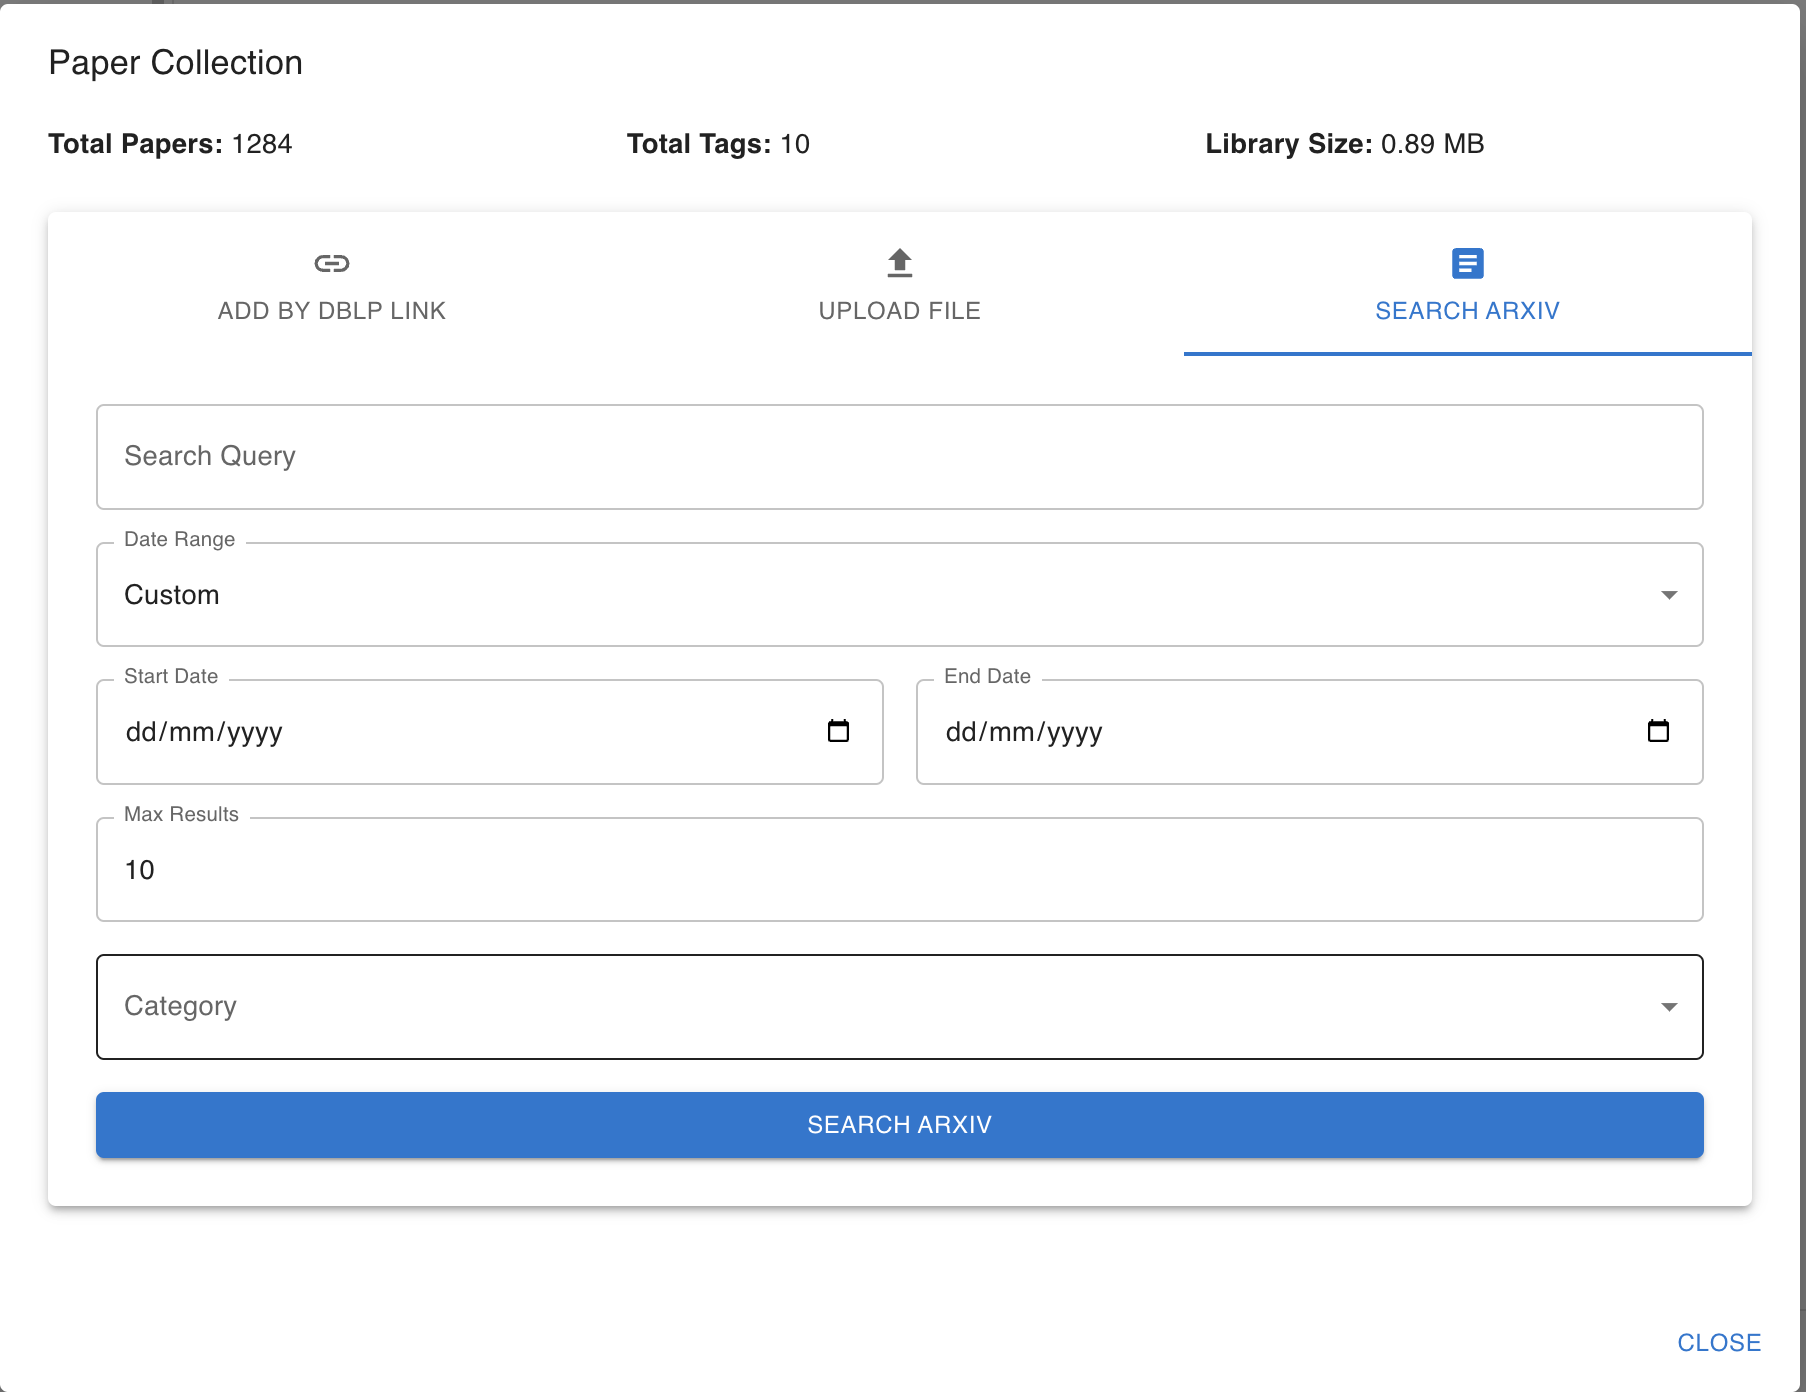 Paper Collection
Total Papers: 1284
Total Tags: 10
Library Size: 0.89 MB
ADD BY DBLP LINK
UPLOAD FILE
SEARCH ARXIV
Search Query
Date Range
Custom
Start Date
dd/mm/yyyy
End Date
dd/mm/yyyy
Max Results
10
Category
SEARCH ARXIV
CLOSE